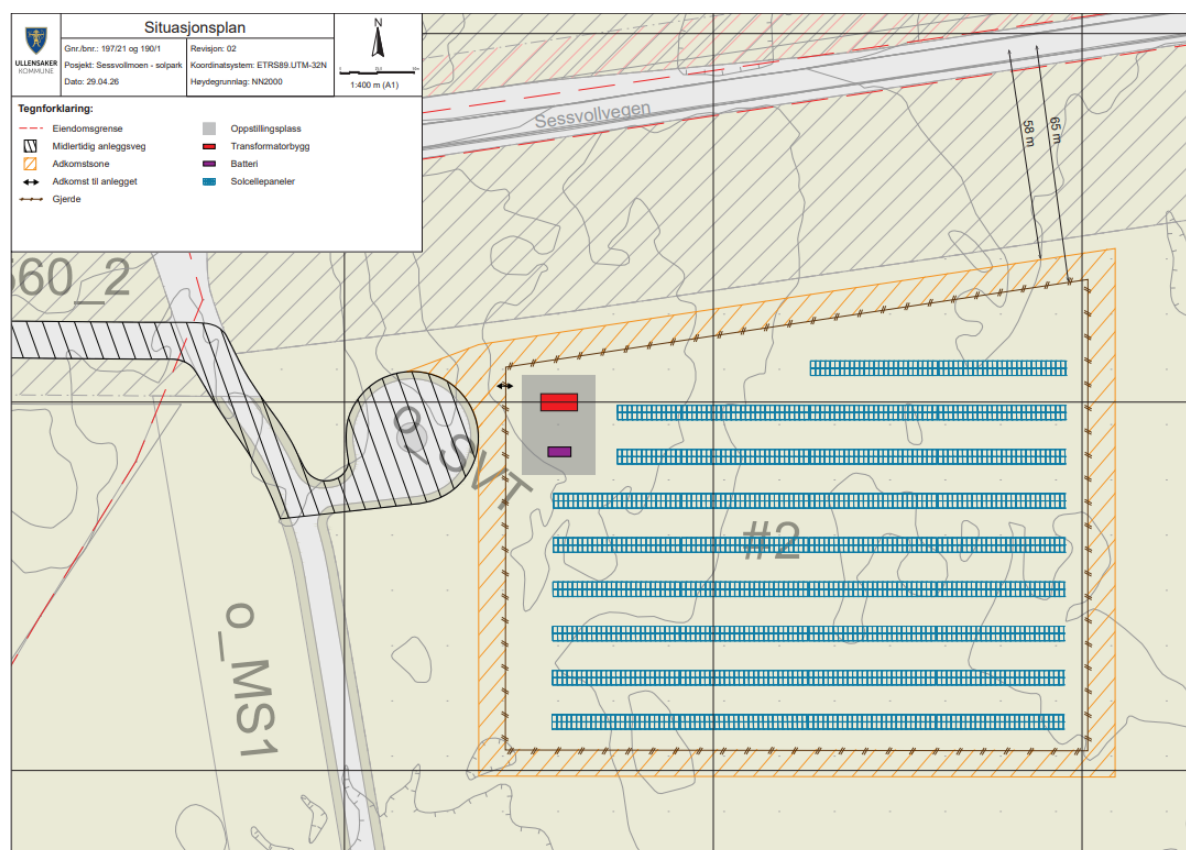 ULLENSAKER
KOMMUNE
Situasjonsplan
Gnr./bnr.: 197/21 og 190/1
Posjekt: Sessvollmoen - solpark
Dato: 29.04.26
Revisjon: 02
Koordinatsystem: ETRS89.UTM-32N
Høydegrunnlag: NN2000
N
1:400 m (A1)
Tegnforklaring:
Eiendomsgrense
Midlertidig anleggsveg
Adkomstsone
Adkomst til anlegget
Gjerde
Oppstillingsplass
Transformatorbygg
Batteri
Solcellepaneler
Sessvollvegen
58 m
65 m
560_2
o_SVT
#2
o_MS1